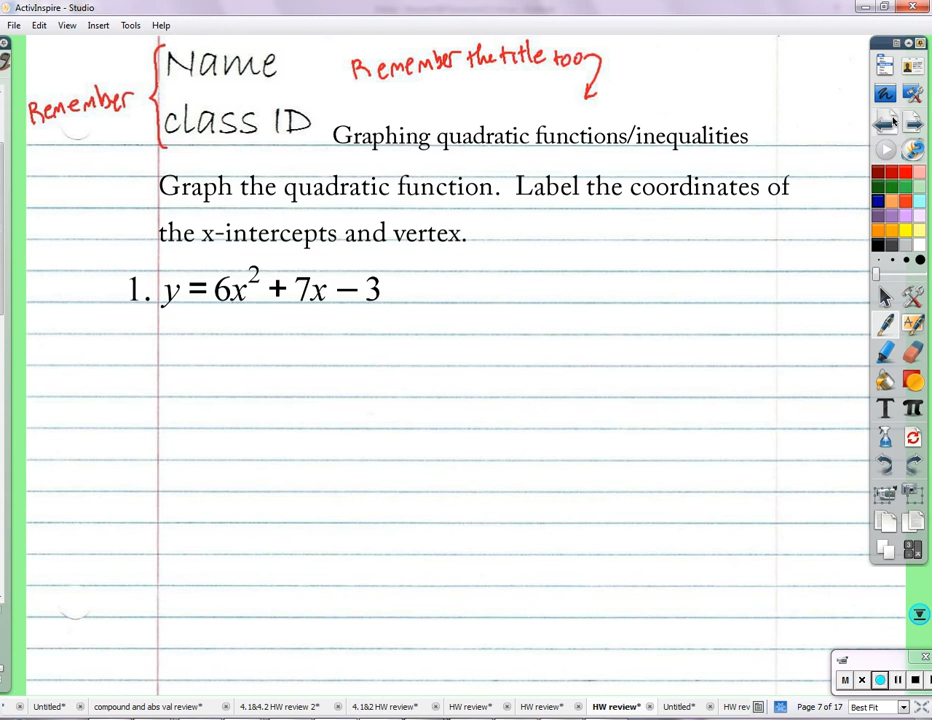 ActivInspire - Studio
File Edit View Insert Tools Help
Name
Remember the title too
Remember
class ID
Graphing quadratic functions/inequalities
Graph the quadratic function. Label the coordinates of
the x-intercepts and vertex.
1. y = 6x² + 7x − 3
T π
M
Untitled* compound and abs val review* 4.1&4.2 HW review 2* 4.1&2 HW review* HW review* HW review* HW review* Untitled* HW rev Page 7 of 17 Best Fit